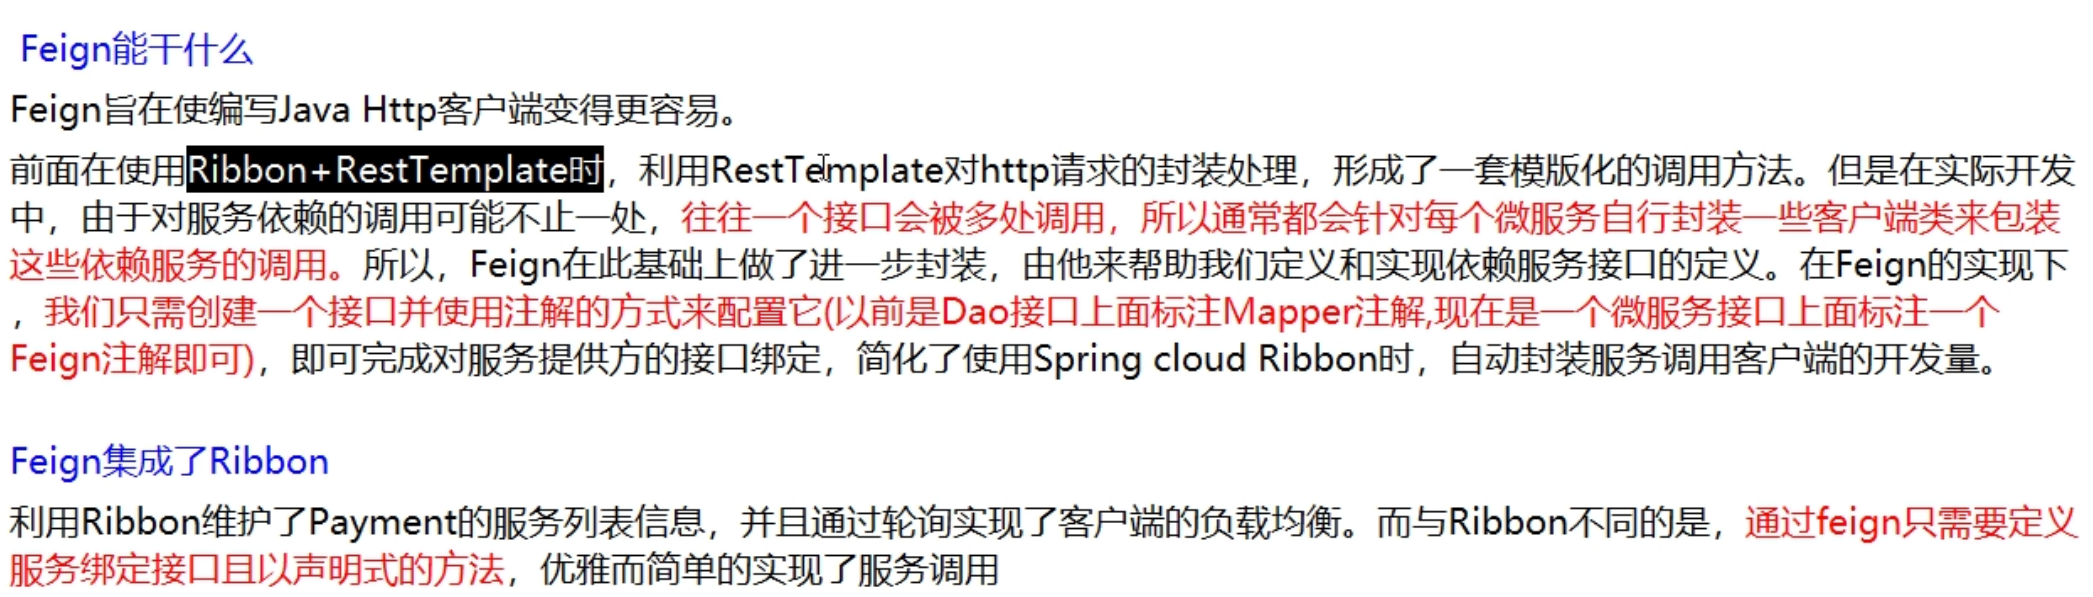 Feign能干什么
Feign旨在使编写Java Http客户端变得更容易。
前面在使用Ribbon+RestTemplate时，利用RestTemplate对http请求的封装处理，形成了一套模版化的调用方法。但是在实际开发
中，由于对服务依赖的调用可能不止一处，往往一个接口会被多处调用，所以通常都会针对每个微服务自行封装一些客户端类来包装
这些依赖服务的调用。所以，Feign在此基础上做了进一步封装，由他来帮助我们定义和实现依赖服务接口的定义。在Feign的实现下
，我们只需创建一个接口并使用注解的方式来配置它(以前是Dao接口上面标注Mapper注解,现在是一个微服务接口上面标注一个
Feign注解即可)，即可完成对服务提供方的接口绑定，简化了使用Spring cloud Ribbon时，自动封装服务调用客户端的开发量。
Feign集成了Ribbon
利用Ribbon维护了Payment的服务列表信息，并且通过轮询实现了客户端的负载均衡。而与Ribbon不同的是，通过feign只需要定义
服务绑定接口且以声明式的方法，优雅而简单的实现了服务调用